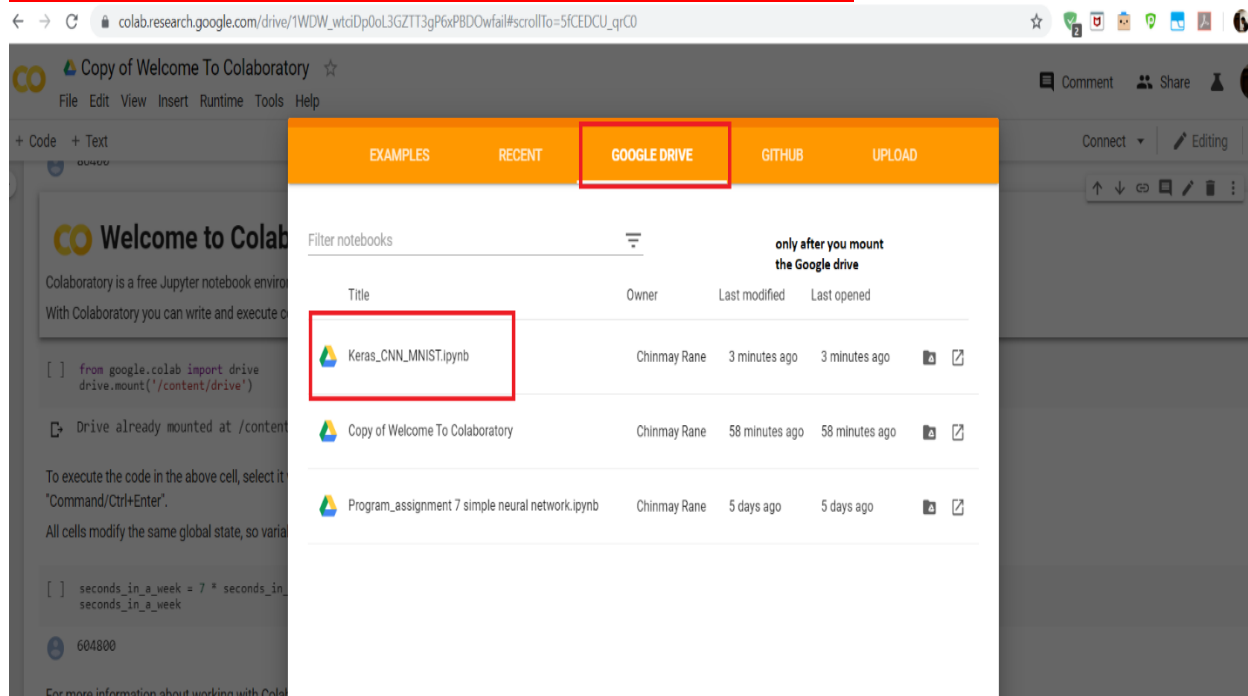 colab.research.google.com/drive/1WDW_wtciDp0oL3GZTT3gP6xPBDOwfail#scrollTo=5fCEDCU_qrC0
2
CO Copy of Welcome To Colaboratory
Comment Share
File Edit View Insert Runtime Tools Help
+ Code + Text
Connect Editing
EXAMPLES RECENT GOOGLE DRIVE GITHUB UPLOAD
CO Welcome to Colab
Filter notebooks
only after you mount
the Google drive
Colaboratory is a free Jupyter notebook enviro
With Colaboratory you can write and execute c
Title Owner Last modified Last opened
Keras_CNN_MNIST.ipynb Chinmay Rane 3 minutes ago 3 minutes ago
[ ] from google.colab import drive
drive.mount('/content/drive')
Drive already mounted at /content
Copy of Welcome To Colaboratory Chinmay Rane 58 minutes ago 58 minutes ago
To execute the code in the above cell, select it
"Command/Ctrl+Enter".
Program_assignment 7 simple neural network.ipynb Chinmay Rane 5 days ago 5 days ago
All cells modify the same global state, so varia
[ ] seconds_in_a_week = 7 * seconds_in_
seconds_in_a_week
604800
For more information about working with Colab